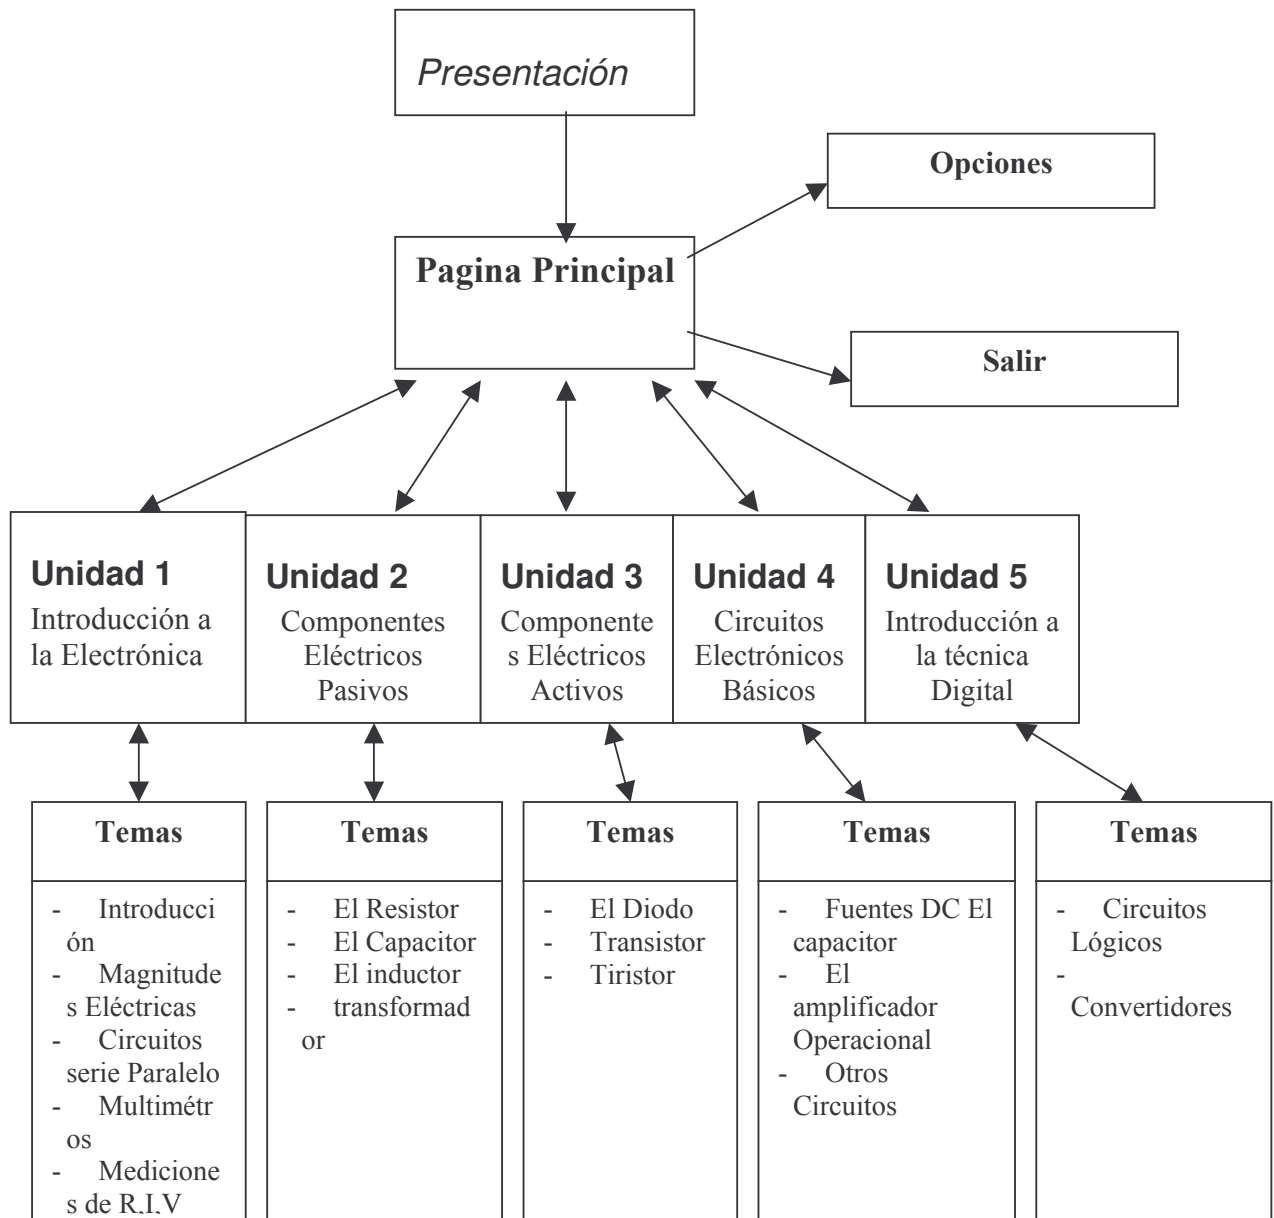 Presentación
Opciones
Pagina Principal
Salir
Unidad 1
Introducción a
la Electrónica
Unidad 2
Componentes
Eléctricos
Pasivos
Unidad 3
Componente
s Eléctricos
Activos
Unidad 4
Circuitos
Electrónicos
Básicos
Unidad 5
Introducción a
la técnica
Digital
Temas
- Introducci
ón
- Magnitude
s Eléctricas
- Circuitos
serie Paralelo
- Multimétr
os
- Medicione
s de R,I,V
Temas
- El Resistor
- El Capacitor
- El inductor
- transformad
or
Temas
- El Diodo
- Transistor
- Tiristor
Temas
- Fuentes DC El
capacitor
- El
amplificador
Operacional
- Otros
Circuitos
Temas
- Circuitos
Lógicos
-
Convertidores